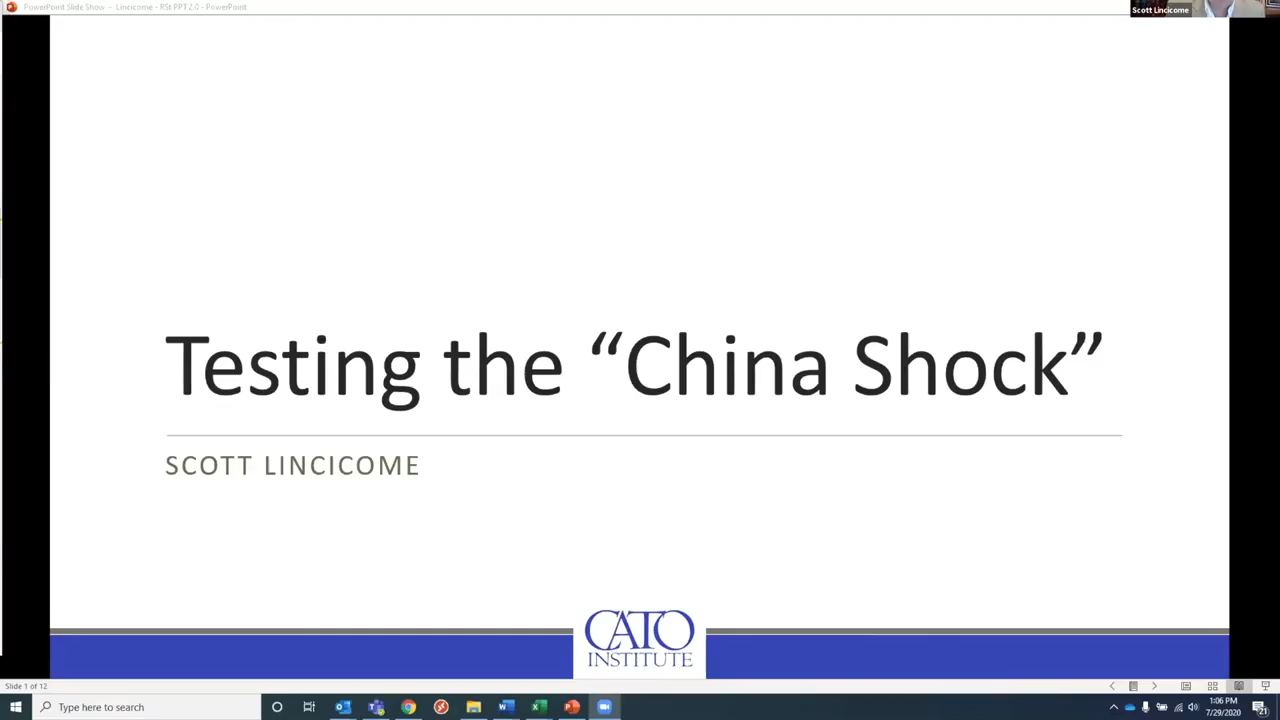 PowerPoint Slide Show - Lincicome - RSt PPT 2.0 - PowerPoint
Scott Lincicome
Testing the “China Shock”
SCOTT LINCICOME
CATO
INSTITUTE
Slide 1 of 12
Type here to search
1:06 PM
7/29/2020
21